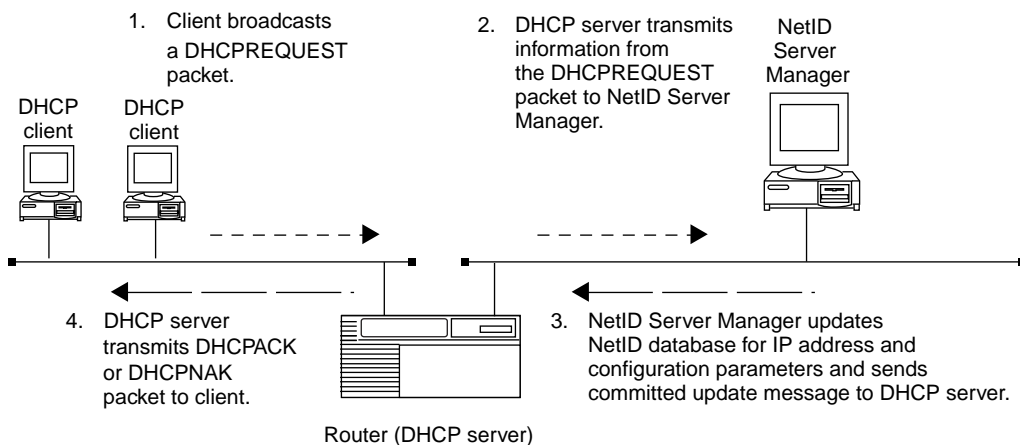 1. Client broadcasts
a DHCPREQUEST
packet.
2. DHCP server transmits
information from
the DHCPREQUEST
packet to NetID Server
Manager.
NetID
Server
Manager
DHCP
client
DHCP
client
4. DHCP server
transmits DHCPACK
or DHCPNAK
packet to client.
3. NetID Server Manager updates
NetID database for IP address and
configuration parameters and sends
committed update message to DHCP server.
Router (DHCP server)